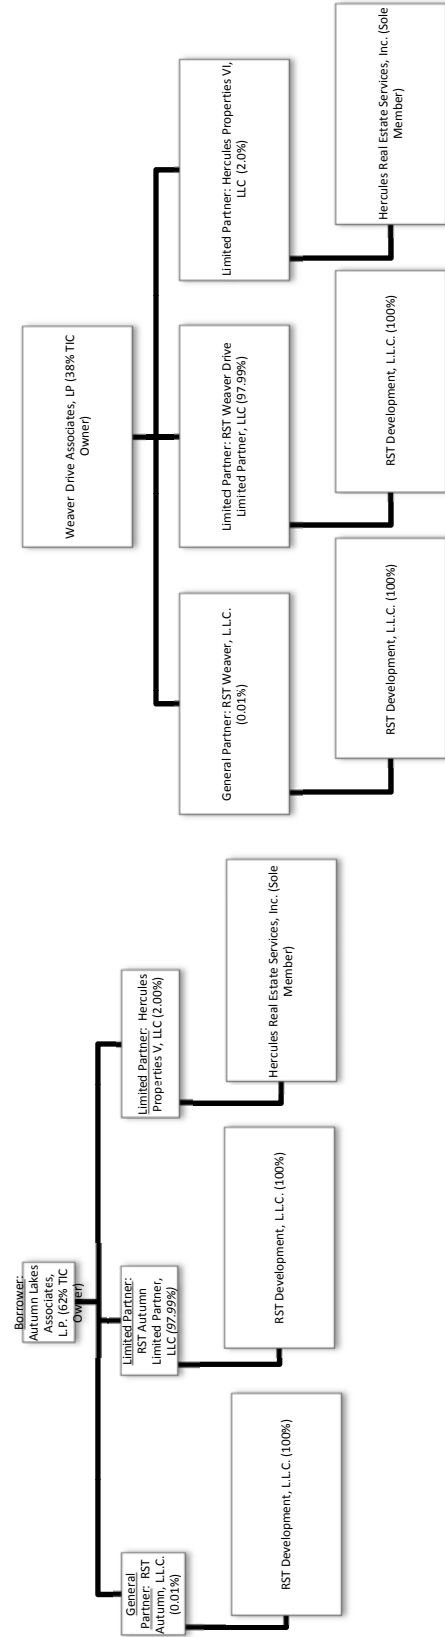 Borrower:
Autumn Lakes
Associates,
L.P. (62% TIC
Owner)
General
Partner: RST
Autumn, L.L.C.
(0.01%)
Limited Partner:
RST Autumn
Limited Partner,
LLC (97.99%)
Limited Partner: Hercules
Properties V, LLC (2.00%)
RST Development, L.L.C. (100%)
RST Development, L.L.C. (100%)
Hercules Real Estate Services, Inc. (Sole
Member)
Weaver Drive Associates, LP (38% TIC
Owner)
General Partner: RST Weaver, L.L.C.
(0.01%)
Limited Partner: RST Weaver Drive
Limited Partner, LLC (97.99%)
Limited Partner: Hercules Properties VI,
LLC (2.0%)
RST Development, L.L.C. (100%)
RST Development, L.L.C. (100%)
Hercules Real Estate Services, Inc. (Sole
Member)